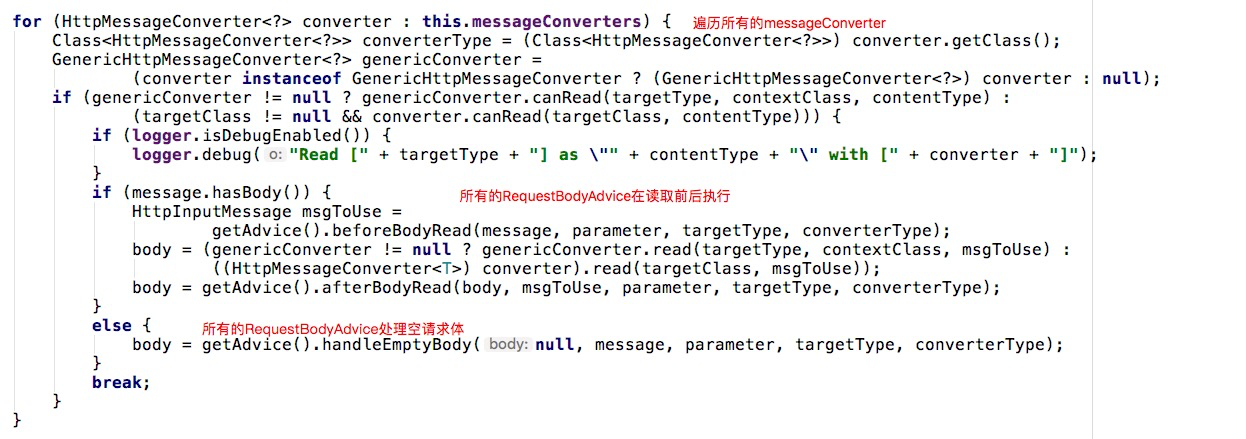 for (HttpMessageConverter<?> converter : this.messageConverters) { 遍历所有的messageConverter
Class<HttpMessageConverter<?>> converterType = (Class<HttpMessageConverter<?>>) converter.getClass();
GenericHttpMessageConverter<?> genericConverter =
(converter instanceof GenericHttpMessageConverter ? (GenericHttpMessageConverter<?>) converter : null);
if (genericConverter != null ? genericConverter.canRead(targetType, contextClass, contentType) :
(targetClass != null && converter.canRead(targetClass, contentType))) {
if (logger.isDebugEnabled()) {
logger.debug( o: "Read [" + targetType + "] as \"" + contentType + "\" with [" + converter + "]");
}
if (message.hasBody()) { 所有的RequestBodyAdvice在读取前后执行
HttpInputMessage msgToUse =
getAdvice().beforeBodyRead(message, parameter, targetType, converterType);
body = (genericConverter != null ? genericConverter.read(targetType, contextClass, msgToUse) :
((HttpMessageConverter<T>) converter).read(targetClass, msgToUse));
body = getAdvice().afterBodyRead(body, msgToUse, parameter, targetType, converterType);
}
else { 所有的RequestBodyAdvice处理空请求体
body = getAdvice().handleEmptyBody( body: null, message, parameter, targetType, converterType);
}
break;
}
}